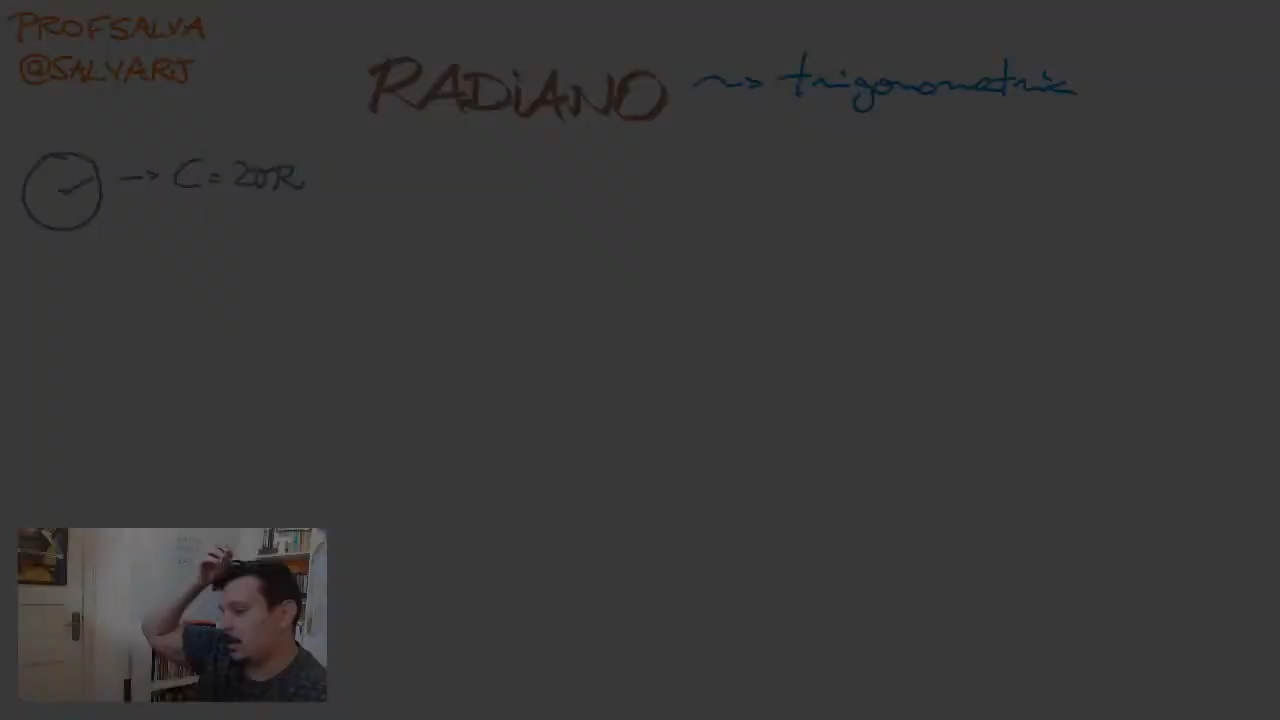 PROFSALVA
@SALVARJ
RADIANO ~> trigonometria
-> C = 2πR